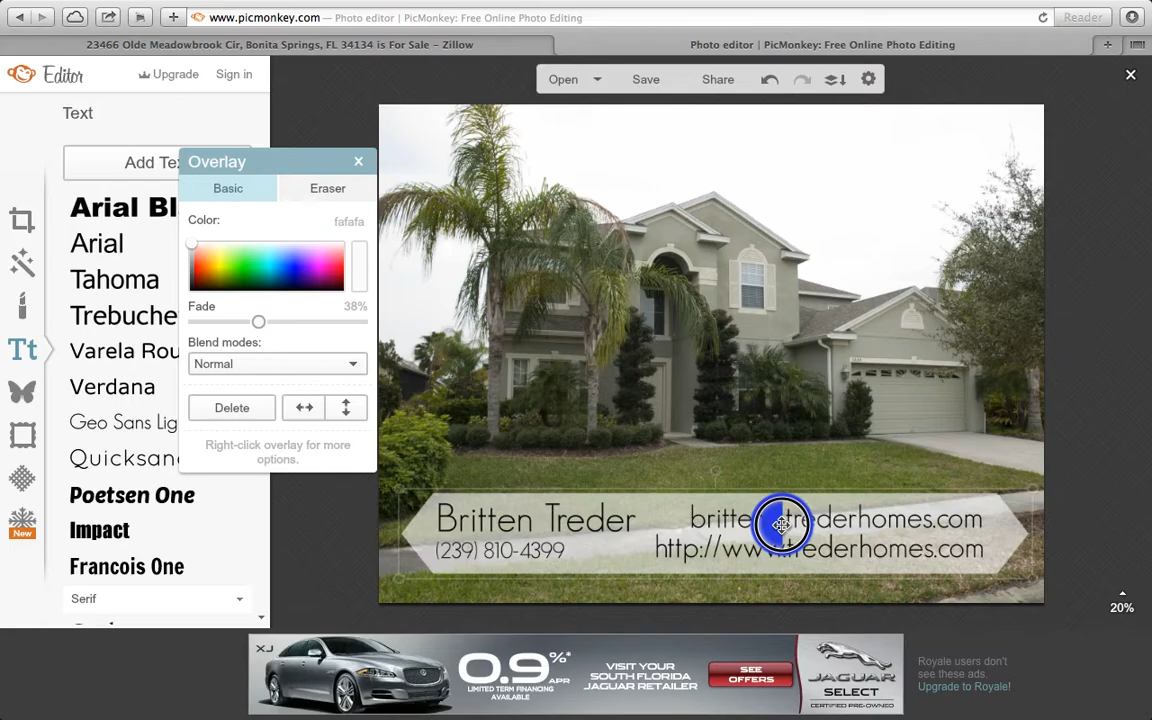 www.picmonkey.com — Photo editor | PicMonkey: Free Online Photo Editing
Reader
23466 Olde Meadowbrook Cir, Bonita Springs, FL 34134 is For Sale – Zillow
Photo editor | PicMonkey: Free Online Photo Editing
Editor
Upgrade
Sign in
Open
Save
Share
Text
Add Te
Overlay
Basic
Eraser
Color:
fafafa
Fade
38%
Blend modes:
Normal
Delete
Right-click overlay for more
options.
Tt
Arial Bl
Arial
Tahoma
Trebuche
Varela Rou
Verdana
Geo Sans Lig
Quicksan
Poetsen One
Impact
Francois One
Serif
New
Britten Treder
(239) 810-4399
britte trederhomes.com
http://www.trederhomes.com
20%
XJ
0.9%*
APR
LIMITED TERM FINANCING
AVAILABLE
VISIT YOUR
SOUTH FLORIDA
JAGUAR RETAILER
SEE
OFFERS
JAGUAR
SELECT
CERTIFIED PRE-OWNED
Royale users don't
see these ads.
Upgrade to Royale!